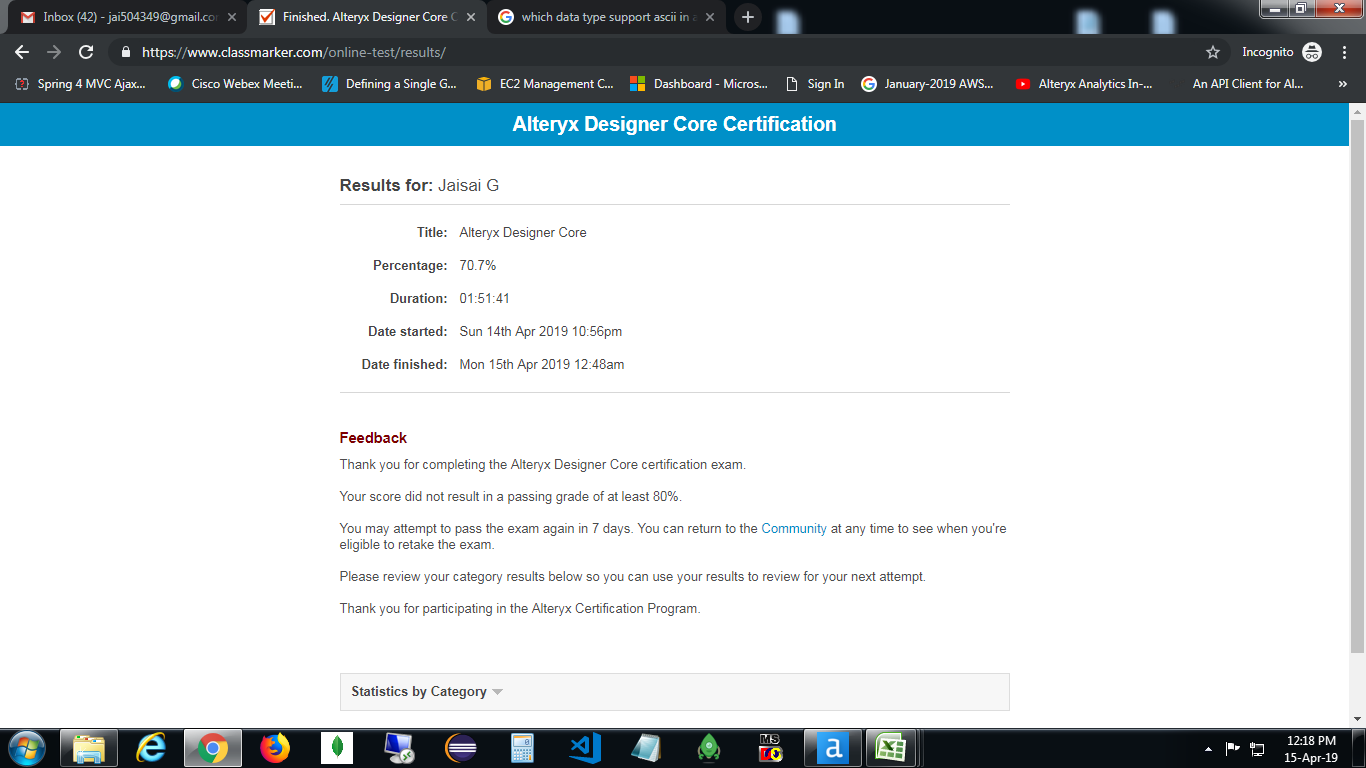 Inbox (42) - jai504349@gmail.co
Finished. Alteryx Designer Core C
which data type support ascii in a
https://www.classmarker.com/online-test/results/
Incognito
Spring 4 MVC Ajax...
Cisco Webex Meeti...
Defining a Single G...
EC2 Management C...
Dashboard - Micros...
Sign In
January-2019 AWS...
Alteryx Analytics In-...
An API Client for Al...
»
Alteryx Designer Core Certification
Results for: Jaisai G
Title: Alteryx Designer Core
Percentage: 70.7%
Duration: 01:51:41
Date started: Sun 14th Apr 2019 10:56pm
Date finished: Mon 15th Apr 2019 12:48am
Feedback
Thank you for completing the Alteryx Designer Core certification exam.
Your score did not result in a passing grade of at least 80%.
You may attempt to pass the exam again in 7 days. You can return to the Community at any time to see when you're
eligible to retake the exam.
Please review your category results below so you can use your results to review for your next attempt.
Thank you for participating in the Alteryx Certification Program.
Statistics by Category
MS
a
12:18 PM
15-Apr-19